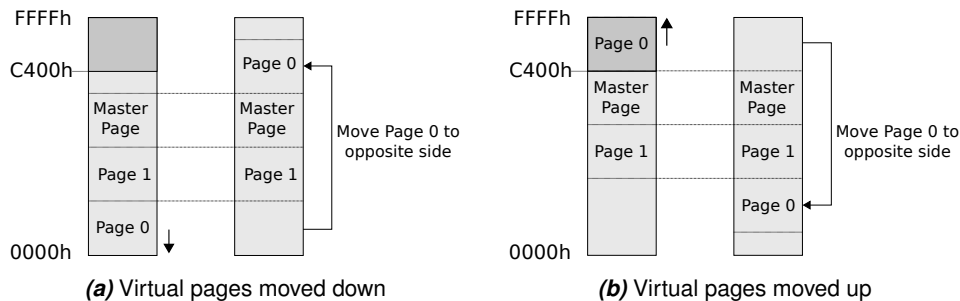 FFFFh
C400h
0000h
Master
Page
Page 1
Page 0
Page 0
Master
Page
Page 1
Move Page 0 to
opposite side
(a) Virtual pages moved down
FFFFh
C400h
0000h
Page 0
Master
Page
Page 1
Master
Page
Page 1
Page 0
Move Page 0 to
opposite side
(b) Virtual pages moved up